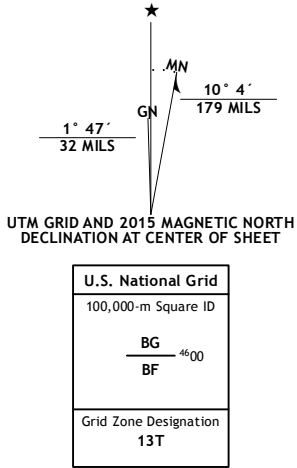 ★
MN
GN
10° 4´
179 MILS
1° 47´
32 MILS
UTM GRID AND 2015 MAGNETIC NORTH
DECLINATION AT CENTER OF SHEET
U.S. National Grid
100,000-m Square ID
BG
BF
4600
Grid Zone Designation
13T